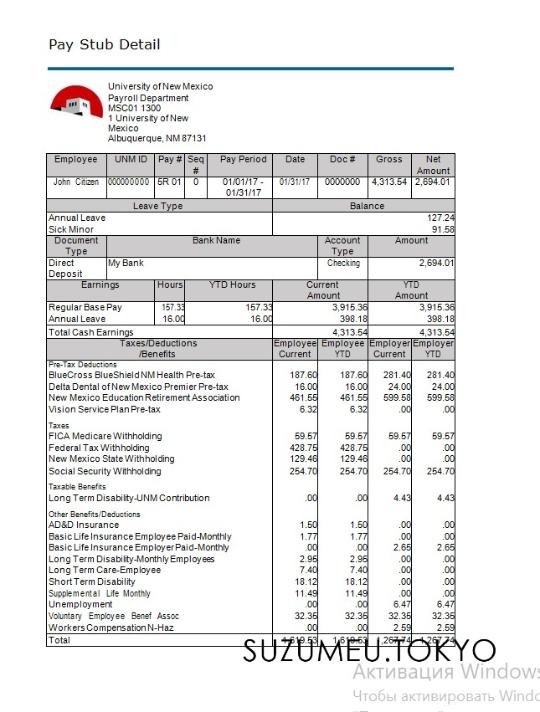 Pay Stub Detail
University of New Mexico
Payroll Department
MSC01 1300
1 University of New
Mexico
Albuquerque, NM 87131
Employee UNM ID Pay # Seq # Pay Period Date Doc # Gross Net Amount
John Citizen 000000000 5R 01 0 01/01/17 - 01/31/17 01/31/17 0000000 4,313.54 2,694.01
Leave Type Balance
Annual Leave 127.24
Sick Minor 91.58
Document Type Bank Name Account Type Amount
Direct Deposit My Bank Checking 2,694.01
Earnings Hours YTD Hours Current Amount YTD Amount
Regular Base Pay 157.33 157.33 3,915.36 3,915.36
Annual Leave 16.00 16.00 398.18 398.18
Total Cash Earnings 4,313.54 4,313.54
Taxes/Deductions /Benefits Employee Current Employee YTD Employer Current Employer YTD
Pre-Tax Deductions
BlueCross BlueShield NM Health Pre-tax 187.60 187.60 281.40 281.40
Delta Dental of New Mexico Premier Pre-tax 16.00 16.00 24.00 24.00
New Mexico Education Retirement Association 461.55 461.55 599.58 599.58
Vision Service Plan Pre-tax 6.32 6.32 .00 .00
Taxes
FICA Medicare Withholding 59.57 59.57 59.57 59.57
Federal Tax Withholding 428.75 428.75 .00 .00
New Mexico State Withholding 129.46 129.46 .00 .00
Social Security Withholding 254.70 254.70 254.70 254.70
Taxable Benefits
Long Term Disability-UNM Contribution .00 .00 4.43 4.43
Other Benefits/Deductions
AD&D Insurance 1.50 1.50 .00 .00
Basic Life Insurance Employee Paid-Monthly 1.77 1.77 .00 .00
Basic Life Insurance Employer Paid-Monthly .00 .00 2.65 2.65
Long Term Disability-Monthly Employees 2.95 2.95 .00 .00
Long Term Care-Employee 7.40 7.40 .00 .00
Short Term Disability 18.12 18.12 .00 .00
Supplemental Life Monthly 11.49 11.49 .00 .00
Unemployment .00 .00 6.47 6.47
Voluntary Employee Benef Assoc 32.35 32.35 32.35 32.35
Workers Compensation N-Haz .00 .00 2.59 2.59
Total 1,619.53 1,619.53 1,267.74 1,267.74
SUZUMEU.TOKYO
Активация Windows
Чтобы активировать Windo